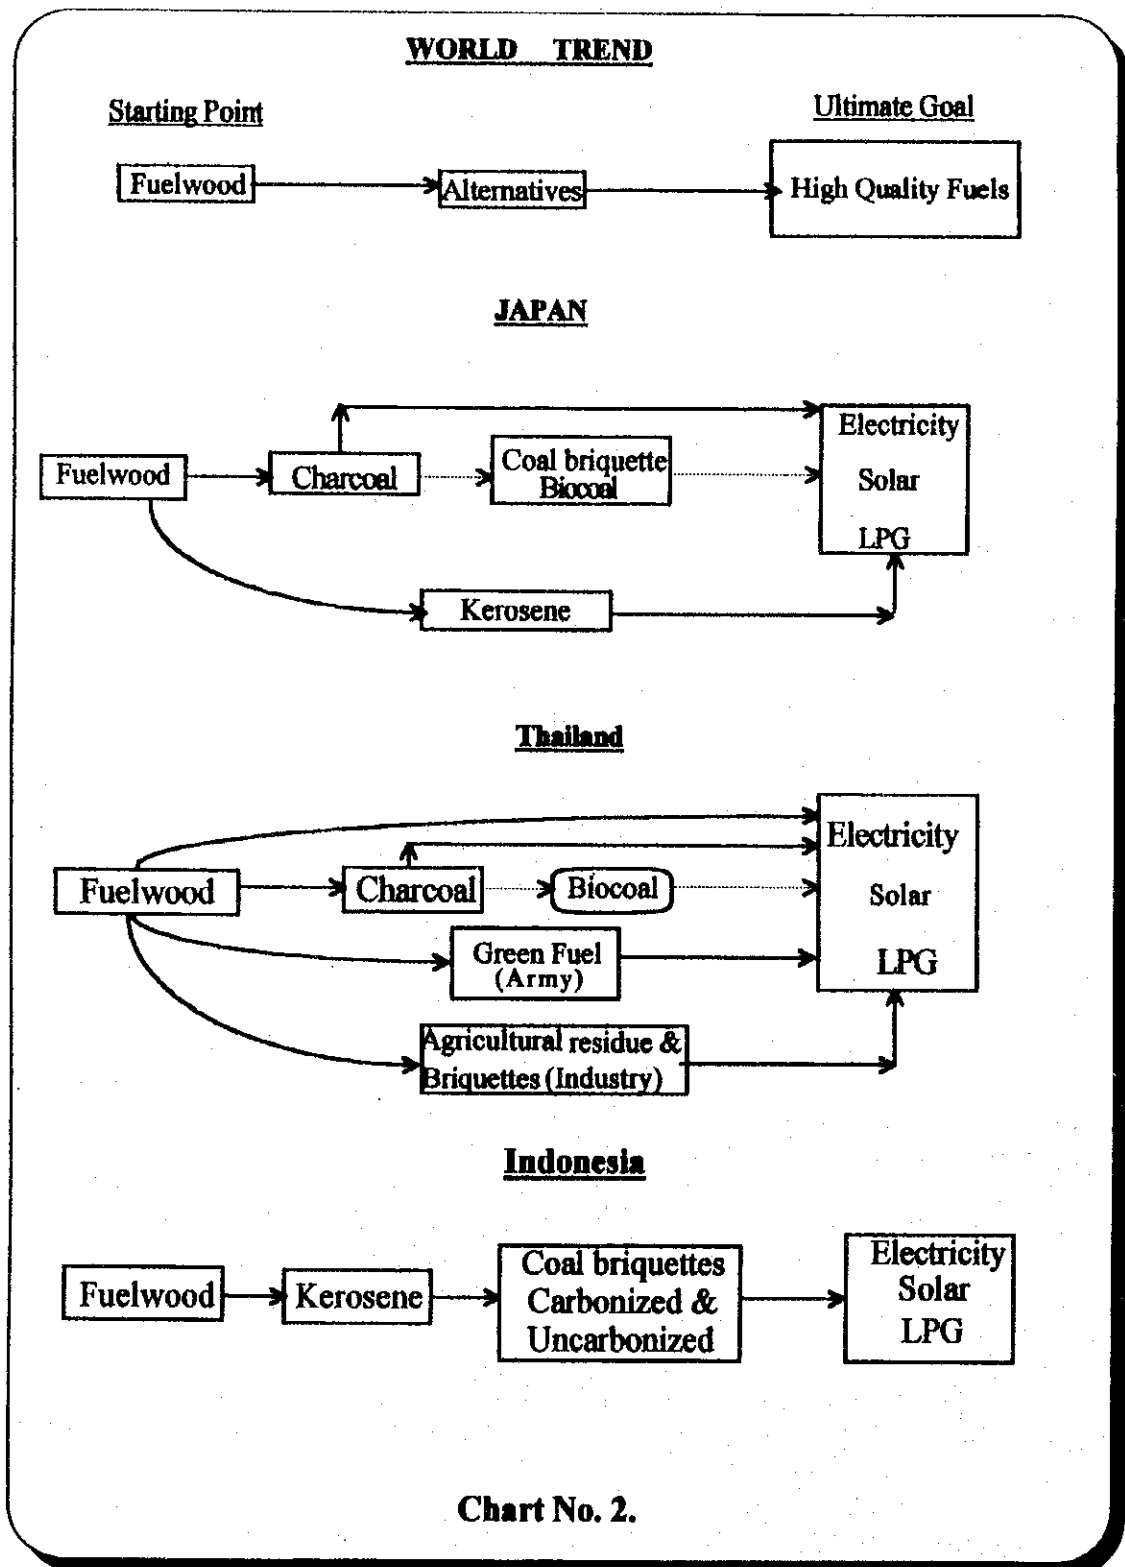 WORLD TREND
Starting Point
Ultimate Goal
Fuelwood
Alternatives
High Quality Fuels
JAPAN
Fuelwood
Charcoal
Coal briquette
Biocoal
Electricity
Solar
LPG
Kerosene
Thailand
Fuelwood
Charcoal
Biocoal
Electricity
Solar
LPG
Green Fuel
(Army)
Agricultural residue &
Briquettes (Industry)
Indonesia
Fuelwood
Kerosene
Coal briquettes
Carbonized &
Uncarbonized
Electricity
Solar
LPG
Chart No. 2.